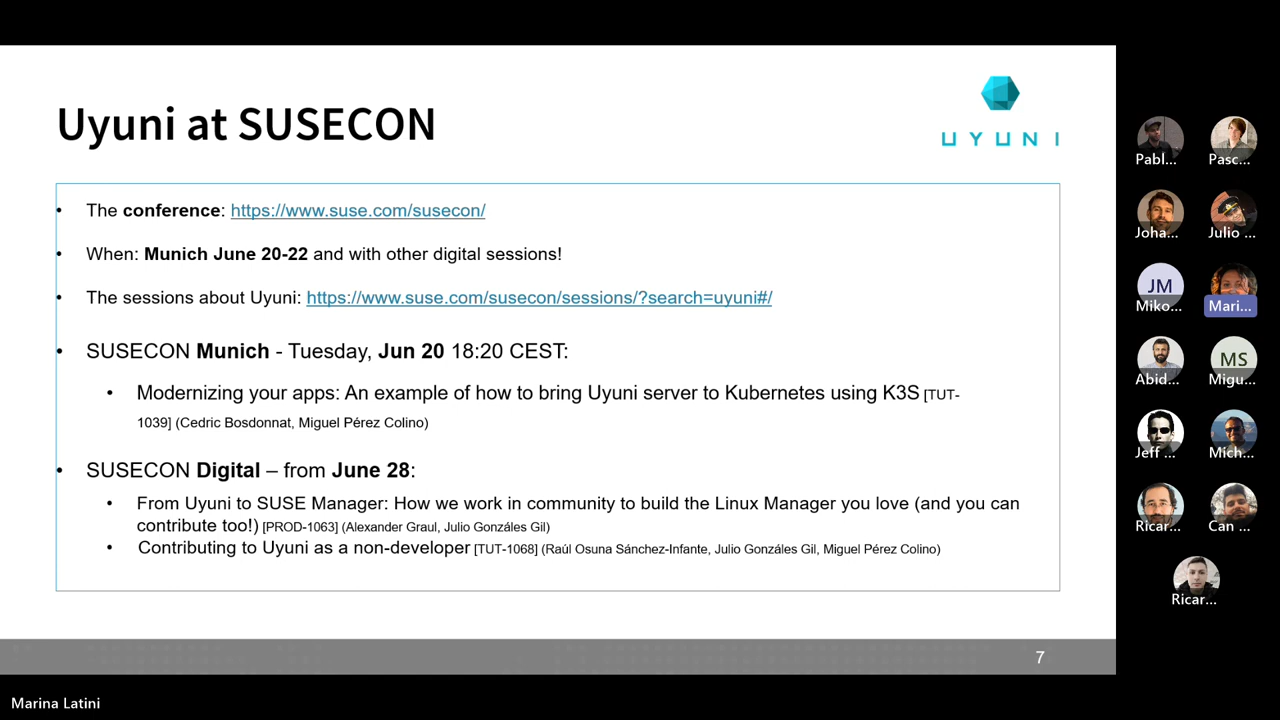 Uyuni at SUSECON
UYUNI
• The conference: https://www.suse.com/susecon/
• When: Munich June 20-22 and with other digital sessions!
• The sessions about Uyuni: https://www.suse.com/susecon/sessions/?search=uyuni#/
• SUSECON Munich - Tuesday, Jun 20 18:20 CEST:
• Modernizing your apps: An example of how to bring Uyuni server to Kubernetes using K3S [TUT-
1039] (Cedric Bosdonnat, Miguel Pérez Colino)
• SUSECON Digital – from June 28:
• From Uyuni to SUSE Manager: How we work in community to build the Linux Manager you love (and you can
contribute too!) [PROD-1063] (Alexander Graul, Julio Gonzáles Gil)
• Contributing to Uyuni as a non-developer [TUT-1068] (Raúl Osuna Sánchez-Infante, Julio Gonzáles Gil, Miguel Pérez Colino)
7
Marina Latini
Pabl... Pasc...
Joha... Julio ...
JM
Miko... Mari...
MS
Abid... Migu...
Jeff ... Mich...
Ricar... Can ...
Ricar...